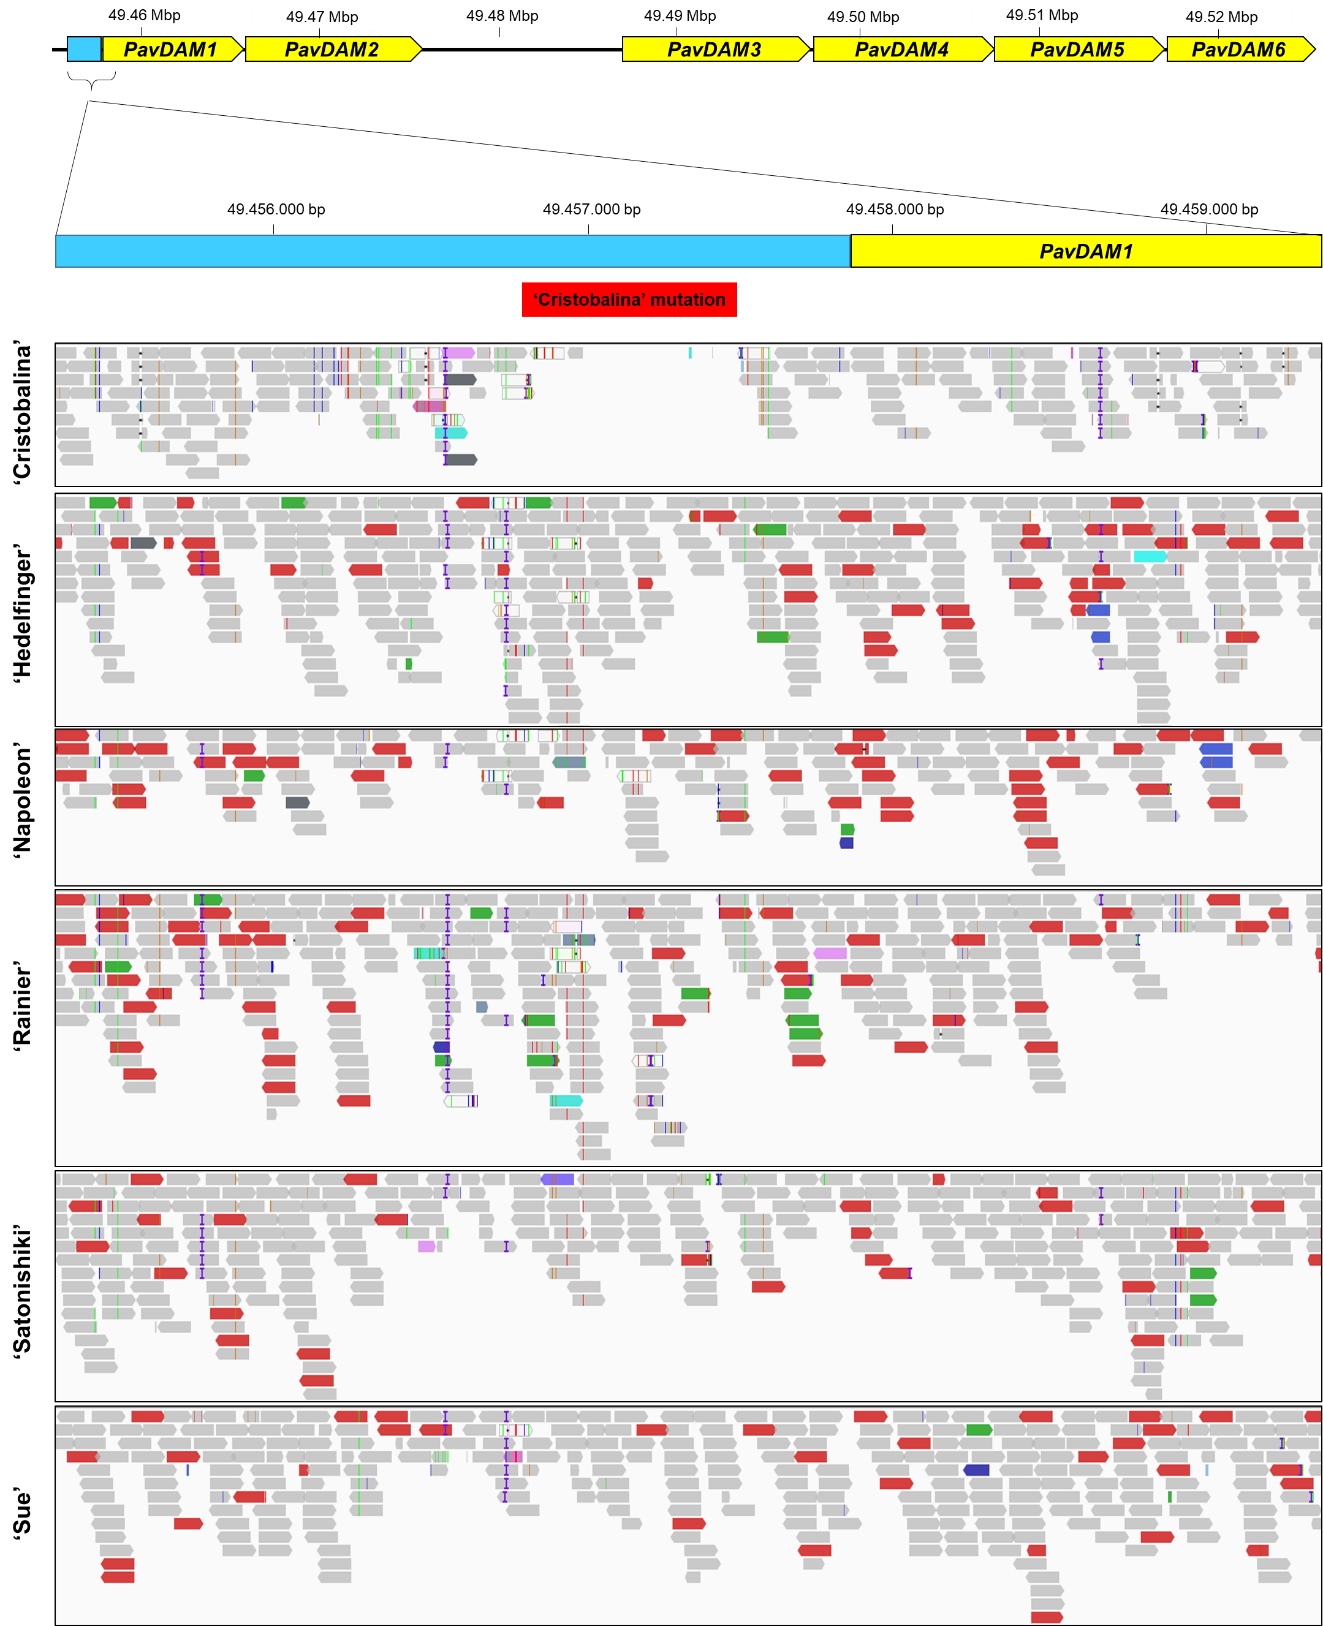 49.46 Mbp 49.47 Mbp 49.48 Mbp 49.49 Mbp 49.50 Mbp 49.51 Mbp 49.52 Mbp
PavDAM1 PavDAM2 PavDAM3 PavDAM4 PavDAM5 PavDAM6
49.456.000 bp 49.457.000 bp 49.458.000 bp 49.459.000 bp
PavDAM1
‘Cristobalina’ mutation
‘Cristobalina’
‘Hedelfinger’
‘Napoleon’
‘Rainier’
‘Satonishiki’
‘Sue’